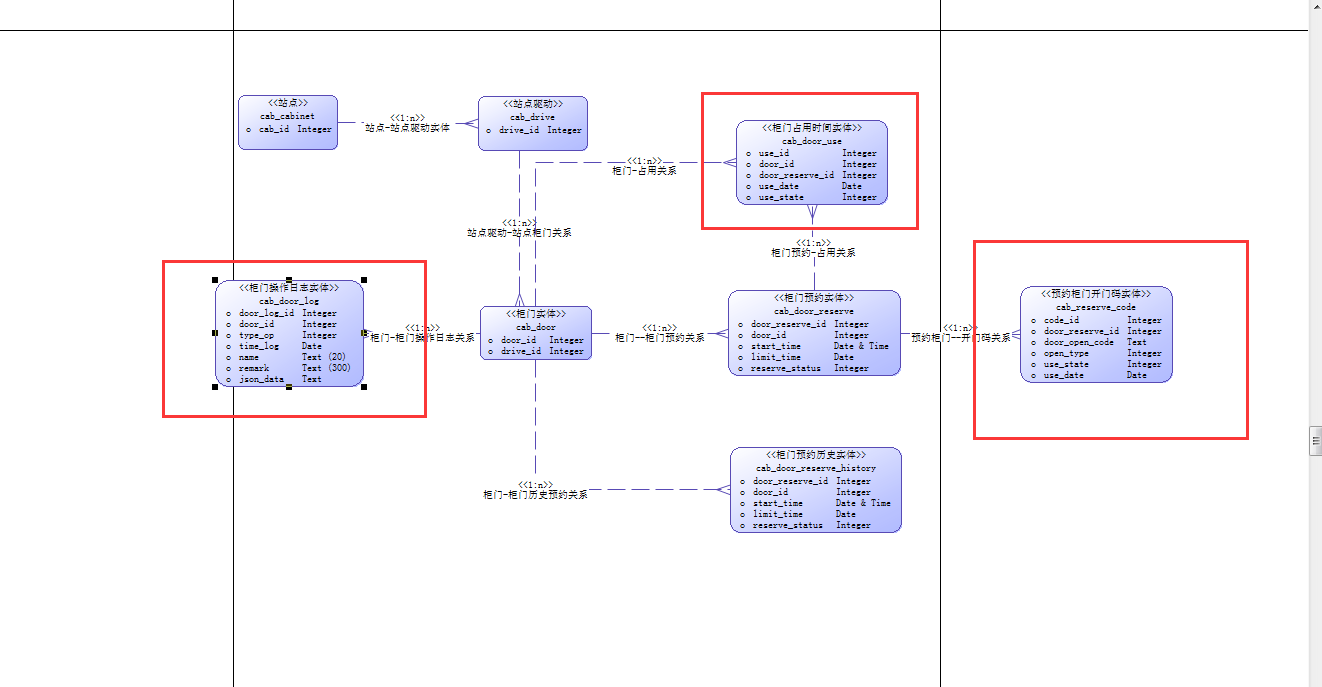 <<站点>>
cab_cabinet
o cab_id Integer
<<1:n>>
站点-站点驱动实体
<<站点驱动>>
cab_drive
o drive_id Integer
<<1:n>>
柜门-占用关系
<<柜门占用时间实体>>
cab_door_use
o use_id Integer
o door_id Integer
o door_reserve_id Integer
o use_date Date
o use_state Integer
<<1:n>>
站点驱动-站点柜门关系
<<1:n>>
柜门预约-占用关系
<<柜门操作日志实体>>
cab_door_log
o door_log_id Integer
o door_id Integer
o type_op Integer
o time_log Date
o name Text (20)
o remark Text (300)
o json_data Text
<<1:n>>
柜门-柜门操作日志关系
<<柜门实体>>
cab_door
o door_id Integer
o drive_id Integer
<<1:n>>
柜门--柜门预约关系
<<柜门预约实体>>
cab_door_reserve
o door_reserve_id Integer
o door_id Integer
o start_time Date & Time
o limit_time Date
o reserve_status Integer
<<1:n>>
预约柜门--开门码关系
<<预约柜门开门码实体>>
cab_reserve_code
o code_id Integer
o door_reserve_id Integer
o door_open_code Text
o open_type Integer
o use_state Integer
o use_date Date
<<1:n>>
柜门-柜门历史预约关系
<<柜门预约历史实体>>
cab_door_reserve_history
o door_reserve_id Integer
o door_id Integer
o start_time Date & Time
o limit_time Date
o reserve_status Integer